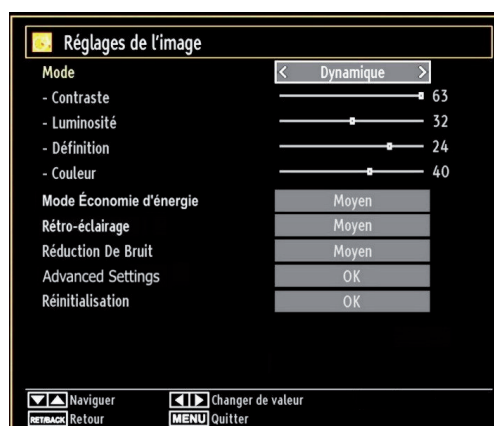 Réglages de l'image
Mode < Dynamique >
- Contraste 63
- Luminosité 32
- Définition 24
- Couleur 40
Mode Économie d'énergie Moyen
Rétro-éclairage Moyen
Réduction De Bruit Moyen
Advanced Settings OK
Réinitialisation OK
Naviguer Changer de valeur
RET/BACK Retour MENU Quitter